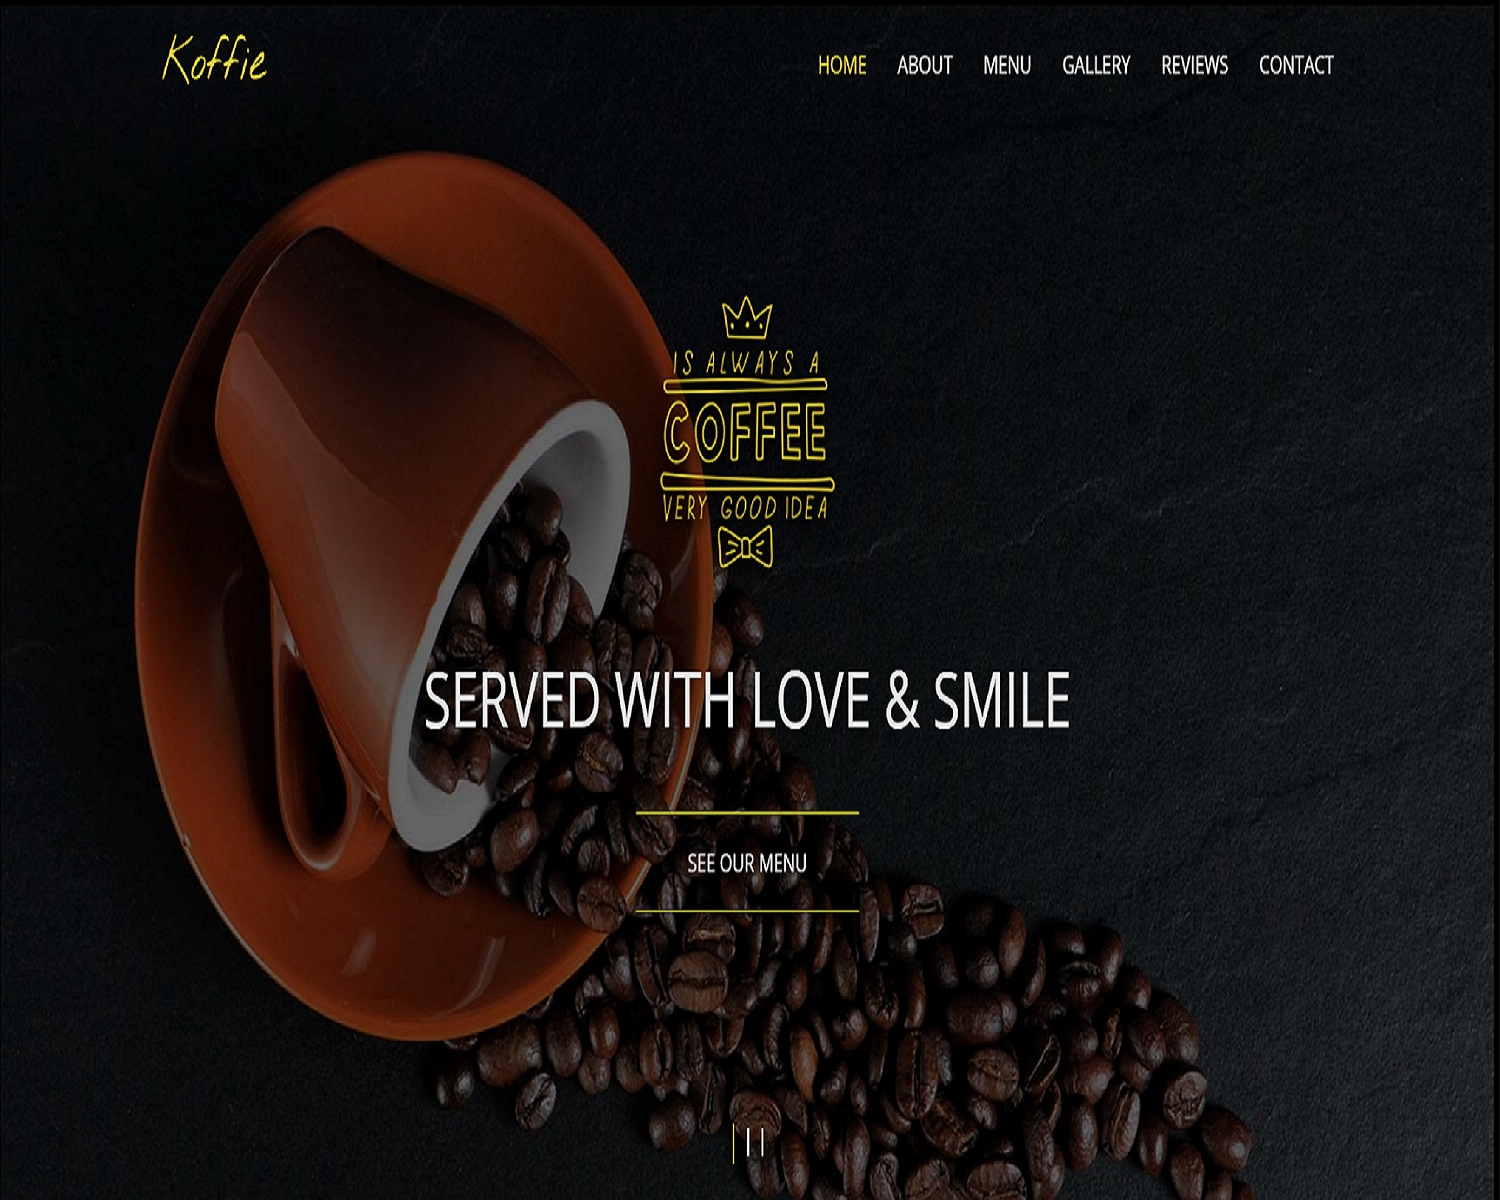 Koffie
HOME ABOUT MENU GALLERY REVIEWS CONTACT
IS ALWAYS A
COFFEE
VERY GOOD IDEA
SERVED WITH LOVE & SMILE
SEE OUR MENU